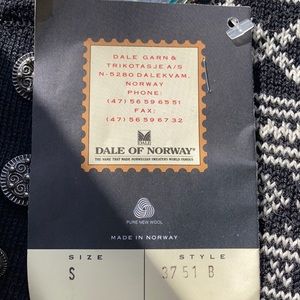 DALE GARN &
TRIKOTASJE A/S
N-5280 DALEKVAM,
NORWAY
PHONE:
(47) 56 59 65 51
FAX:
(47) 56 59 67 32
DALE
DALE OF NORWAY®
THE NAME THAT MADE NORWEGIAN SWEATERS WORLD FAMOUS
PURE NEW WOOL
MADE IN NORWAY
SIZE STYLE
S 3751 B